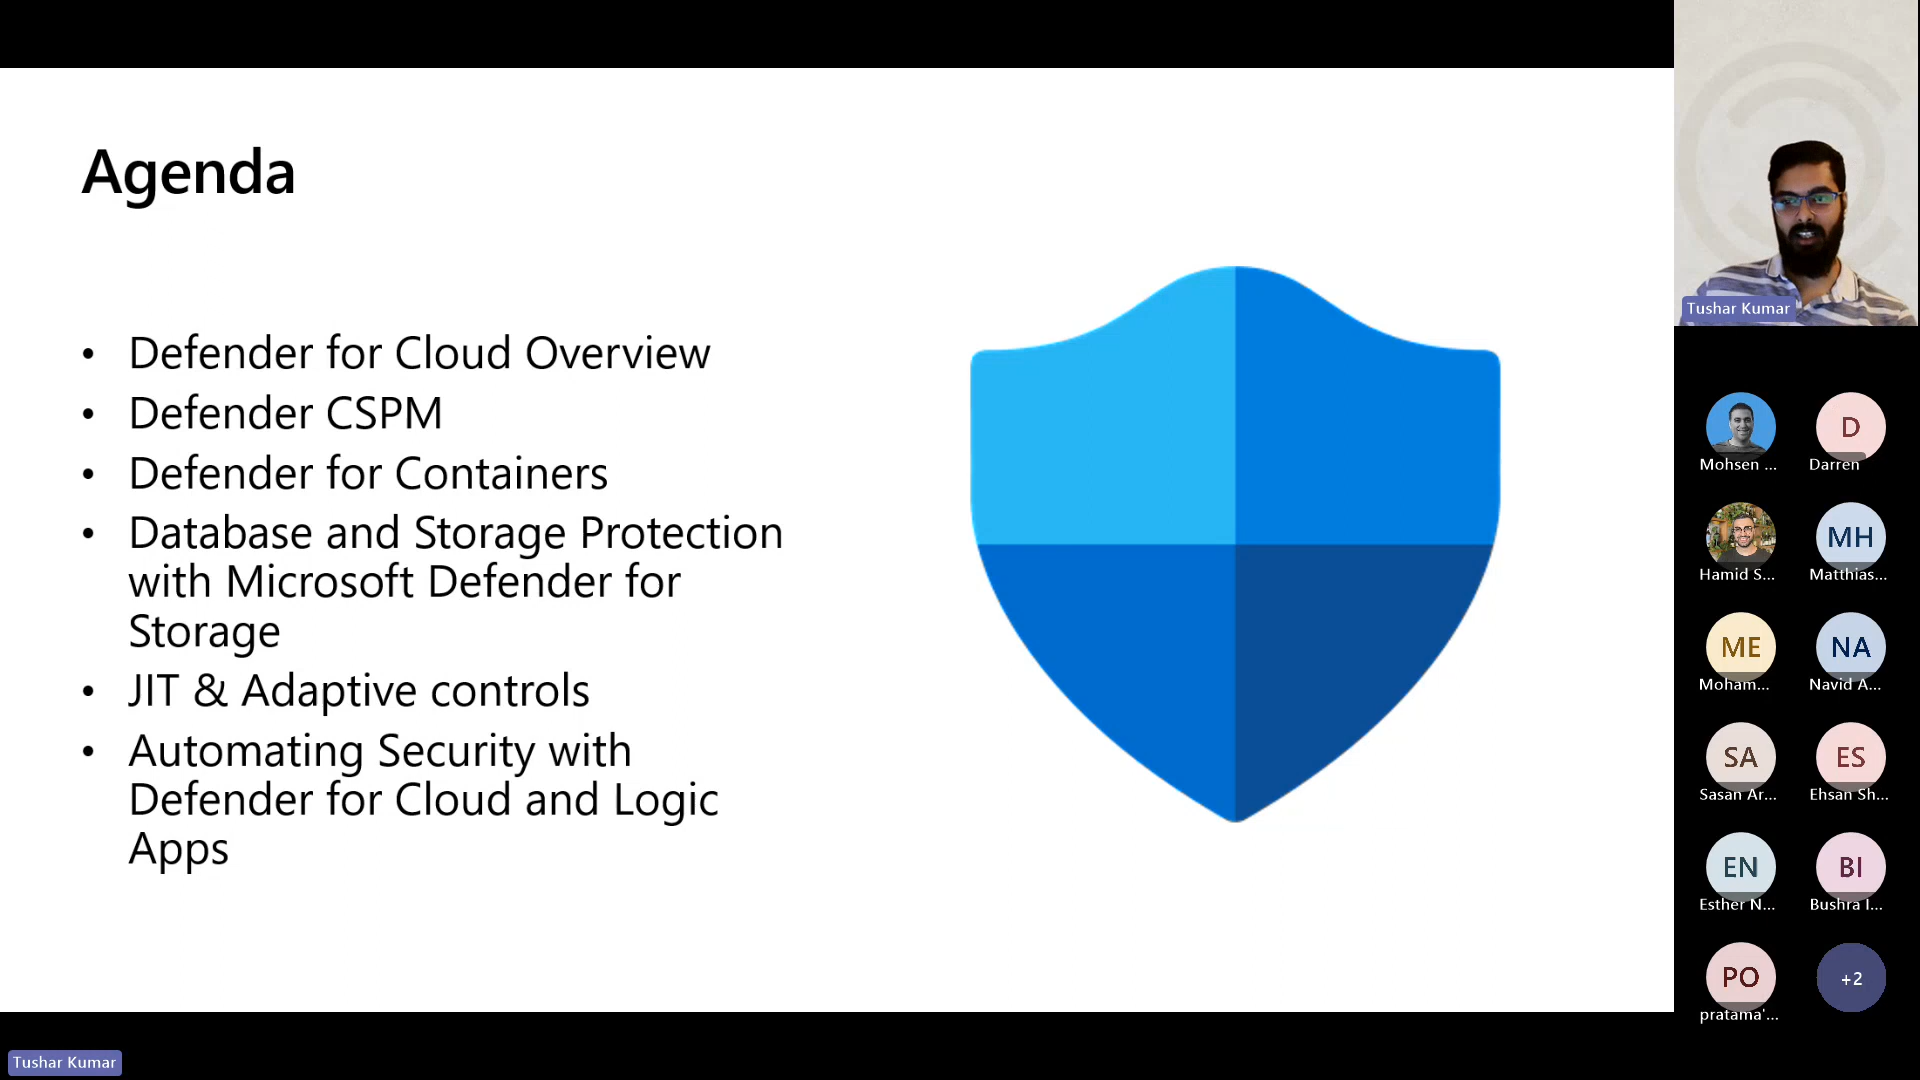 Agenda
• Defender for Cloud Overview
• Defender CSPM
• Defender for Containers
• Database and Storage Protection
with Microsoft Defender for
Storage
• JIT & Adaptive controls
• Automating Security with
Defender for Cloud and Logic
Apps
Tushar Kumar
Mohsen ...
D
Darren
Hamid S...
MH
Matthias...
ME
Moham...
NA
Navid A...
SA
Sasan Ar...
ES
Ehsan Sh...
EN
Esther N...
BI
Bushra I...
PO
pratama'...
+2
Tushar Kumar